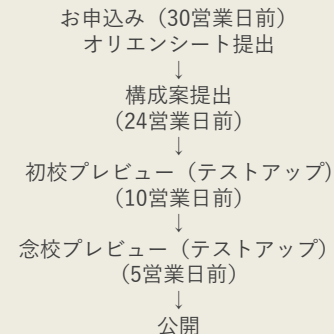 お申込み（30営業日前）
オリエンシート提出
↓
構成案提出
（24営業日前）
↓
初校プレビュー（テストアップ）
（10営業日前）
↓
念校プレビュー（テストアップ）
（5営業日前）
↓
公開